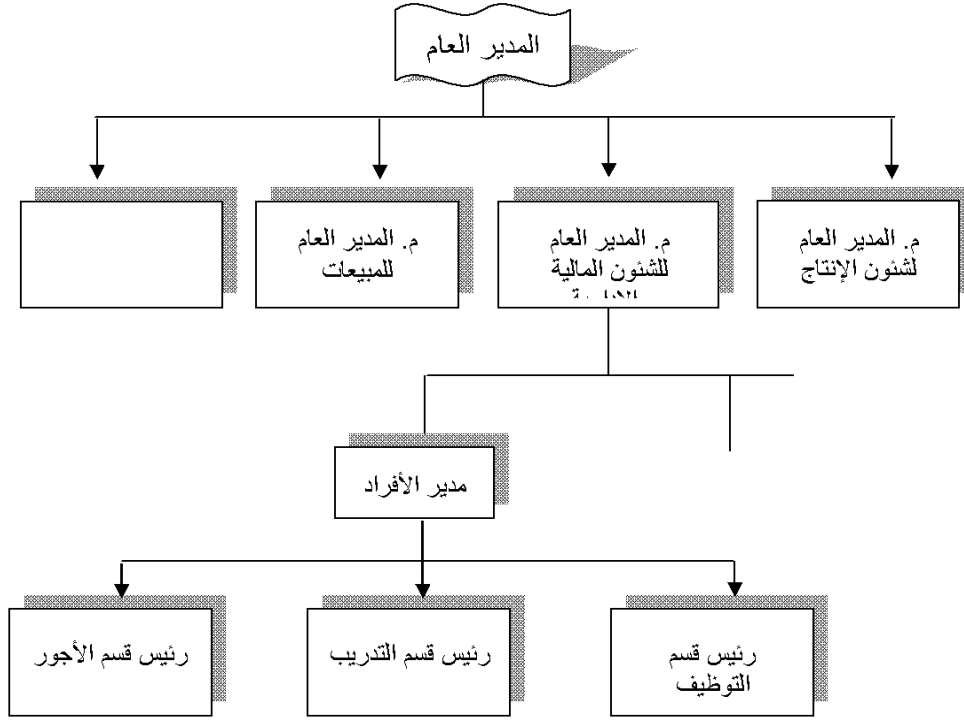 المدير العام
م. المدير العام
لشئون الإنتاج
م. المدير العام
للشئون المالية
م. المدير العام
للمبيعات
مدير الأفراد
رئيس قسم
التوظيف
رئيس قسم التدريب
رئيس قسم الأجور